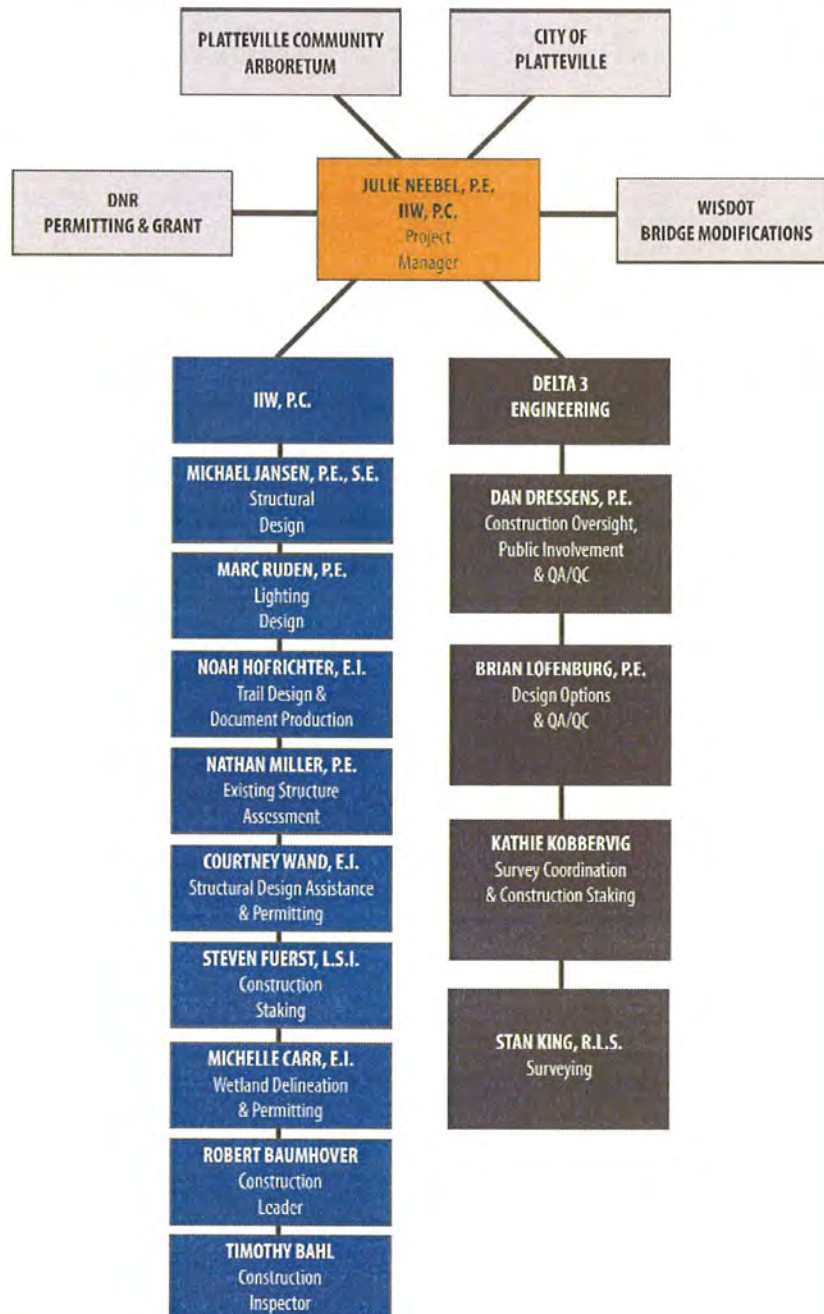 PLATTEVILLE COMMUNITY
ARBORETUM
CITY OF
PLATTEVILLE
DNR
PERMITTING & GRANT
JULIE NEEBEL, P.E.
IIW, P.C.
Project
Manager
WISDOT
BRIDGE MODIFICATIONS
IIW, P.C.
MICHAEL JANSEN, P.E., S.E.
Structural
Design
MARC RUDEN, P.E.
Lighting
Design
NOAH HOFRICHTER, E.I.
Trail Design &
Document Production
NATHAN MILLER, P.E.
Existing Structure
Assessment
COURTNEY WAND, E.I.
Structural Design Assistance
& Permitting
STEVEN FUERST, L.S.I.
Construction
Staking
MICHELLE CARR, E.I.
Wetland Delineation
& Permitting
ROBERT BAUMHOVER
Construction
Leader
TIMOTHY BAHL
Construction
Inspector
DELTA 3
ENGINEERING
DAN DRESSENS, P.E.
Construction Oversight,
Public Involvement
& QA/QC
BRIAN LOFENBURG, P.E.
Design Options
& QA/QC
KATHIE KOBBERVIG
Survey Coordination
& Construction Staking
STAN KING, R.L.S.
Surveying